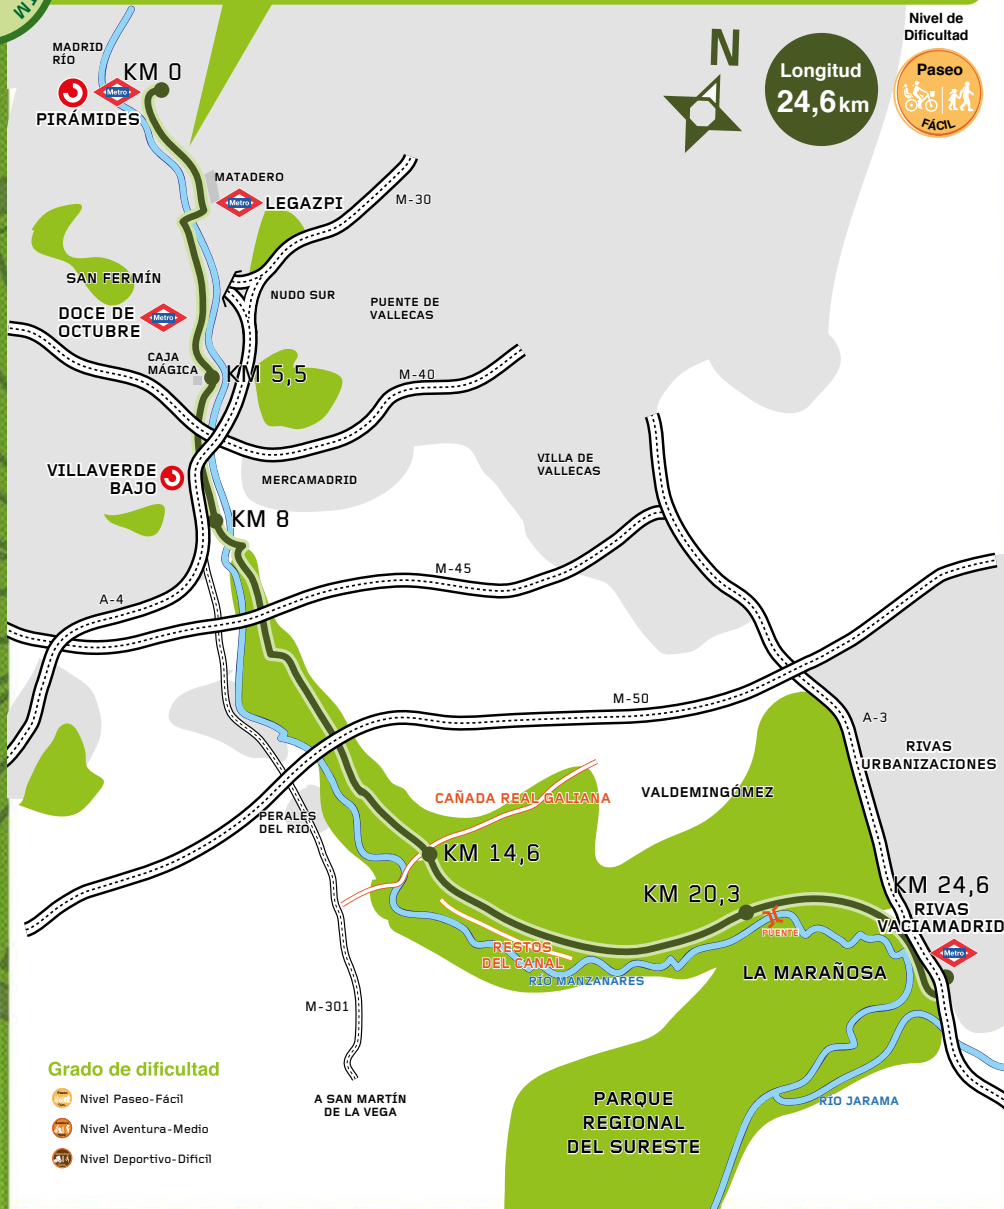 TM
Nivel de
Dificultad
N
Longitud
24,6 km
Paseo
FÁCIL
MADRID
RÍO
KM 0
Metro
PIRÁMIDES
MATADERO
Metro
LEGAZPI
M-30
SAN FERMÍN
NUDO SUR
PUENTE DE
VALLECAS
DOCE DE
OCTUBRE
Metro
CAJA
MÁGICA
KM 5,5
M-40
VILLA DE
VALLECAS
VILLAVERDE
BAJO
MERCAMADRID
KM 8
M-45
A-4
M-50
A-3
RIVAS
URBANIZACIONES
CAÑADA REAL GALIANA
VALDEMINGÓMEZ
PERALES
DEL RIO
KM 14,6
KM 20,3
KM 24,6
RIVAS
VACIAMADRID
Metro
PUENTE
RESTOS
DEL CANAL
RÍO MANZANARES
LA MARAÑOSA
M-301
Grado de dificultad
Nivel Paseo-Fácil
Nivel Aventura-Medio
Nivel Deportivo-Difícil
A SAN MARTÍN
DE LA VEGA
PARQUE
REGIONAL
DEL SURESTE
RÍO JARAMA